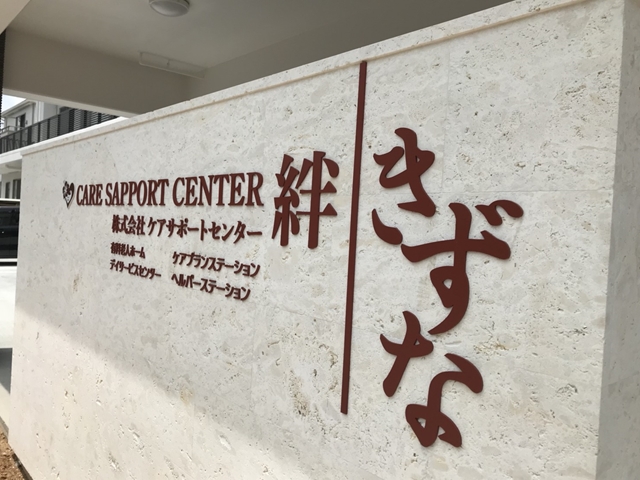 CARE SAPPORT CENTER
株式会社 ケアサポートセンター
絆
有料老人ホーム ケアプランステーション
デイサービスセンター ヘルパーステーション
きずな